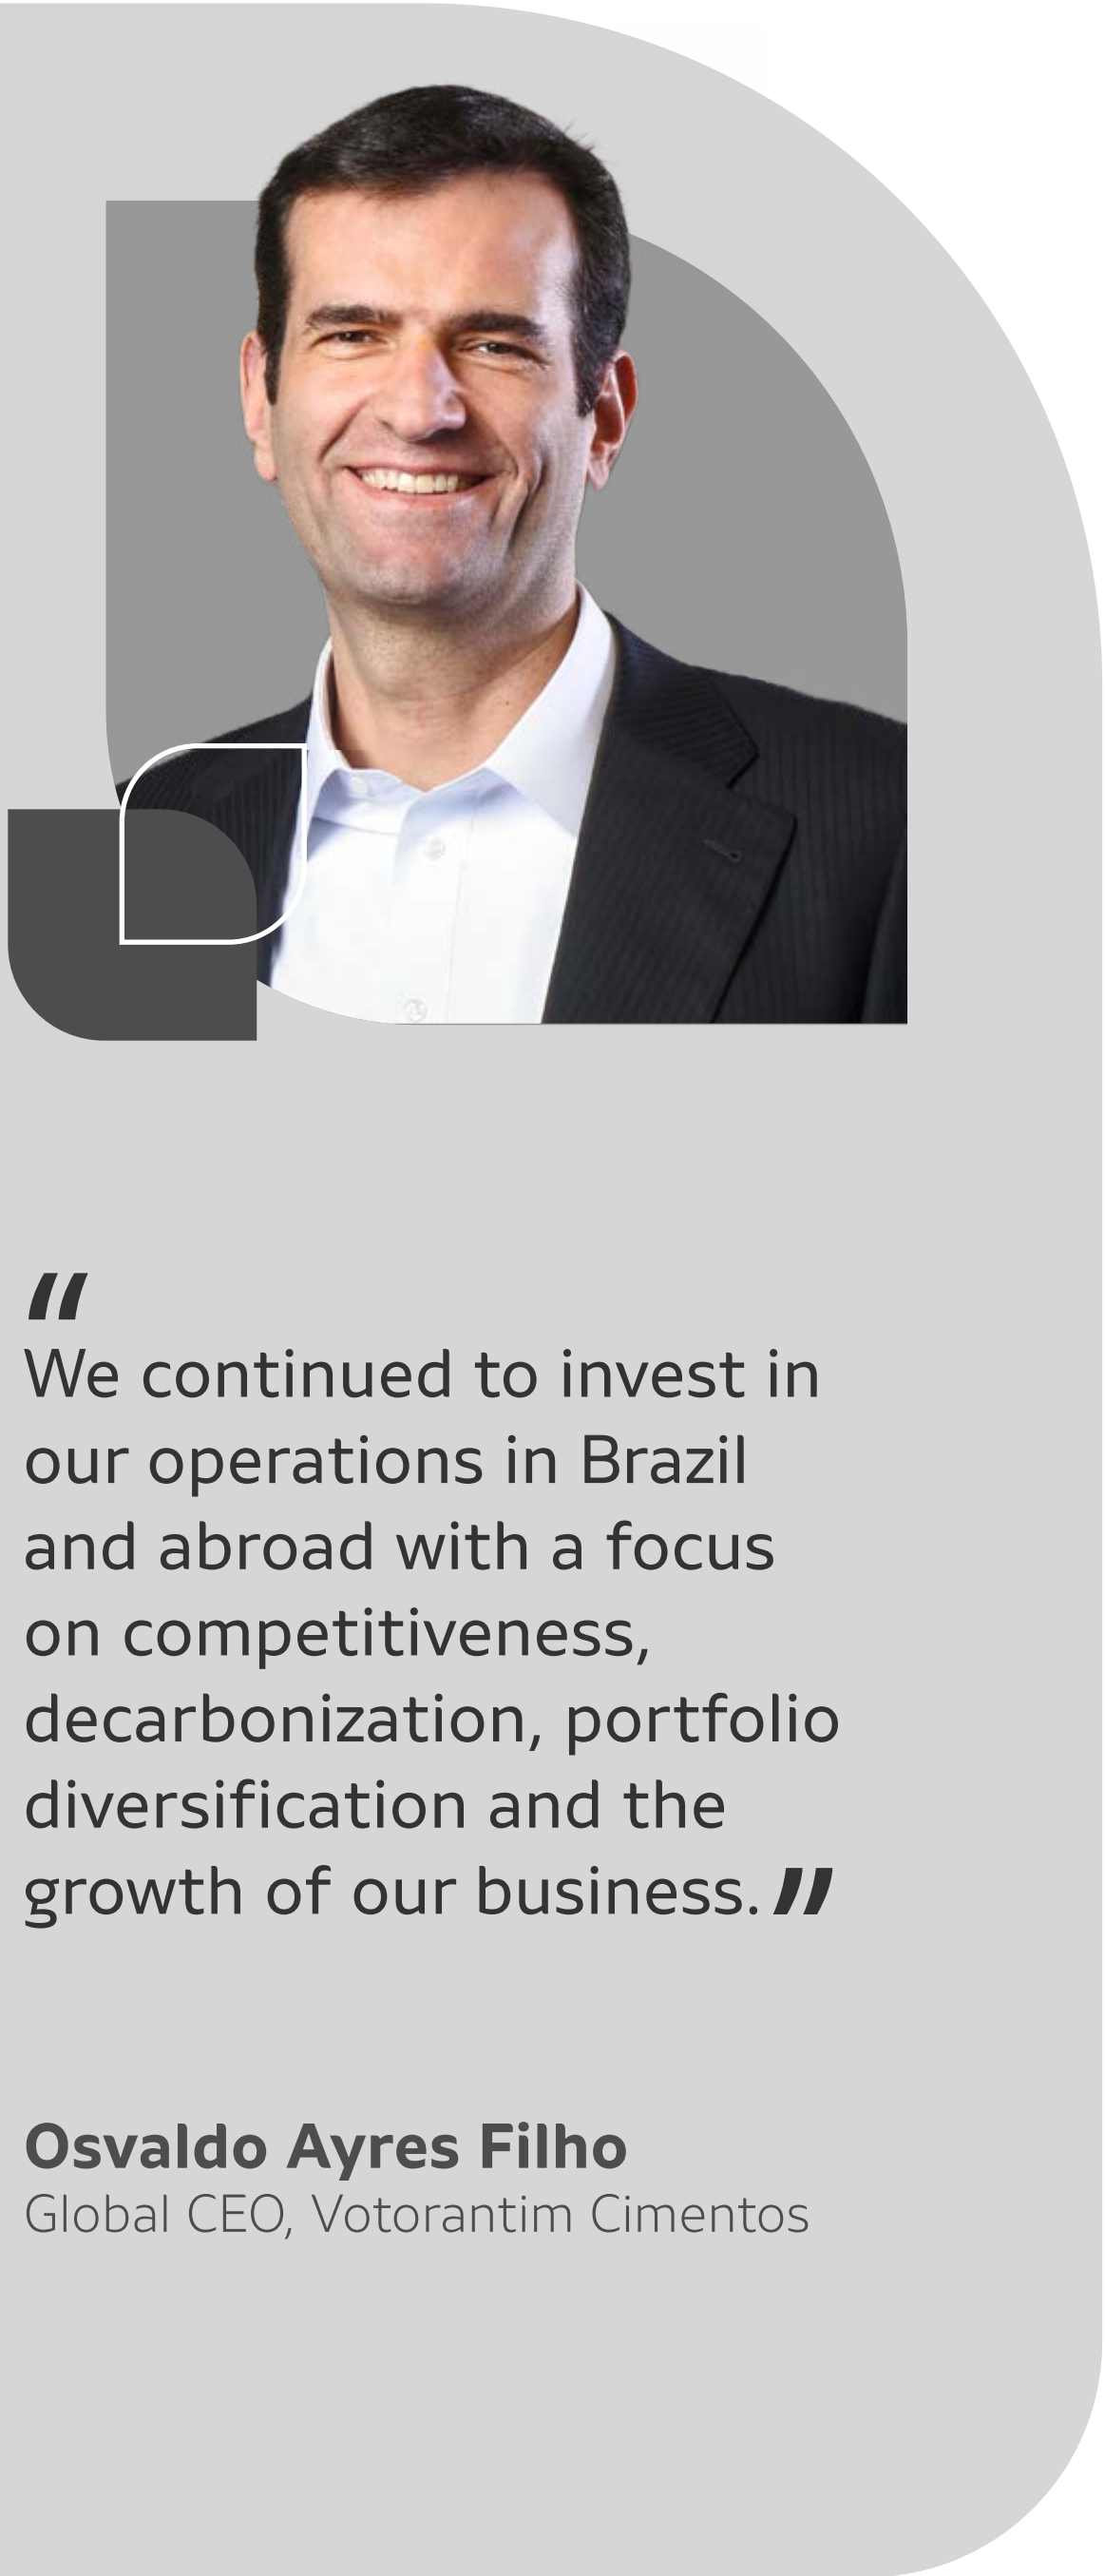 “
We continued to invest in
our operations in Brazil
and abroad with a focus
on competitiveness,
decarbonization, portfolio
diversification and the
growth of our business.”
Osvaldo Ayres Filho
Global CEO, Votorantim Cimentos